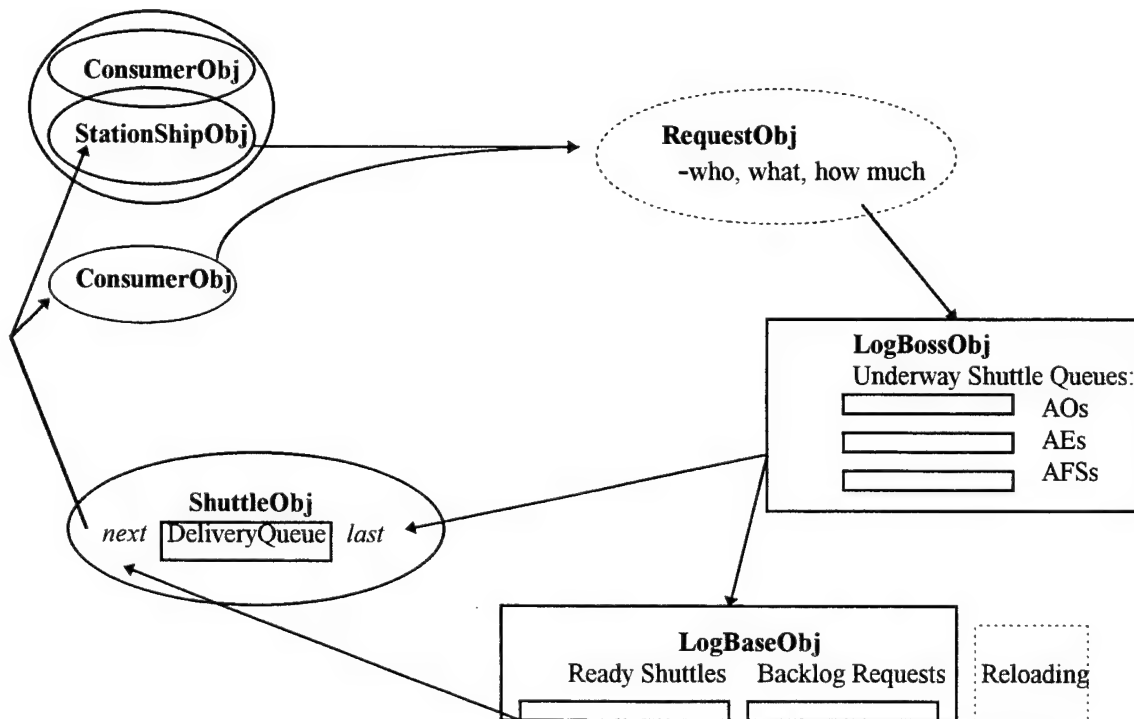 ConsumerObj
StationShipObj
RequestObj
-who, what, how much
ConsumerObj
LogBossObj
Underway Shuttle Queues:
AOs
AEs
AFSs
ShuttleObj
next DeliveryQueue last
LogBaseObj
Ready Shuttles Backlog Requests Reloading